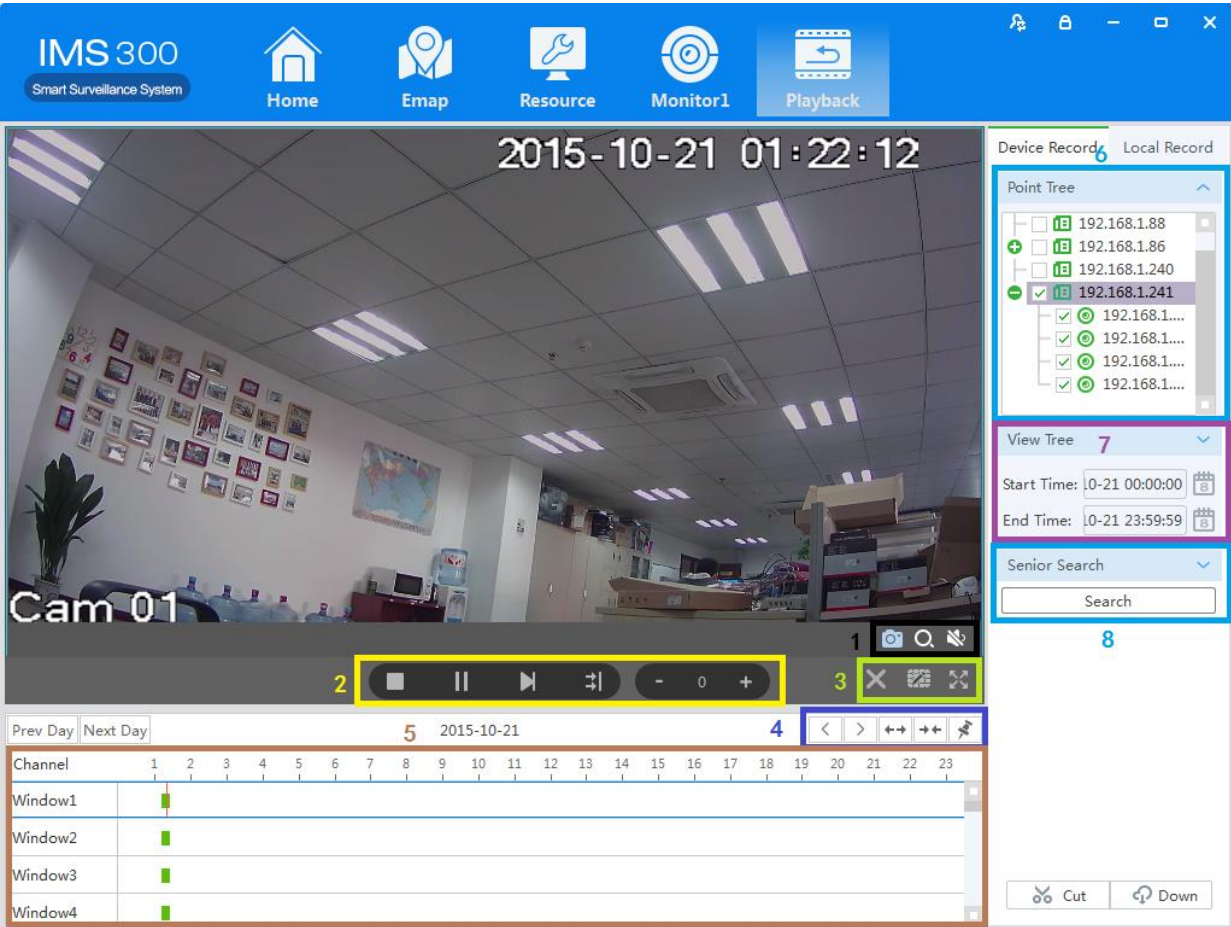 IMS 300
Smart Surveillance System
Home
Emap
Resource
Monitor1
Playback
2015-10-21 01:22:12
Cam 01
1
2
- 0 +
3
Device Record
6
Local Record
Point Tree
192.168.1.88
192.168.1.86
192.168.1.240
192.168.1.241
192.168.1....
192.168.1....
192.168.1....
192.168.1....
View Tree
7
Start Time: 10-21 00:00:00
End Time: 10-21 23:59:59
Senior Search
Search
8
Prev Day Next Day
5
2015-10-21
4
Channel 1 2 3 4 5 6 7 8 9 10 11 12 13 14 15 16 17 18 19 20 21 22 23
Window1
Window2
Window3
Window4
Cut
Down